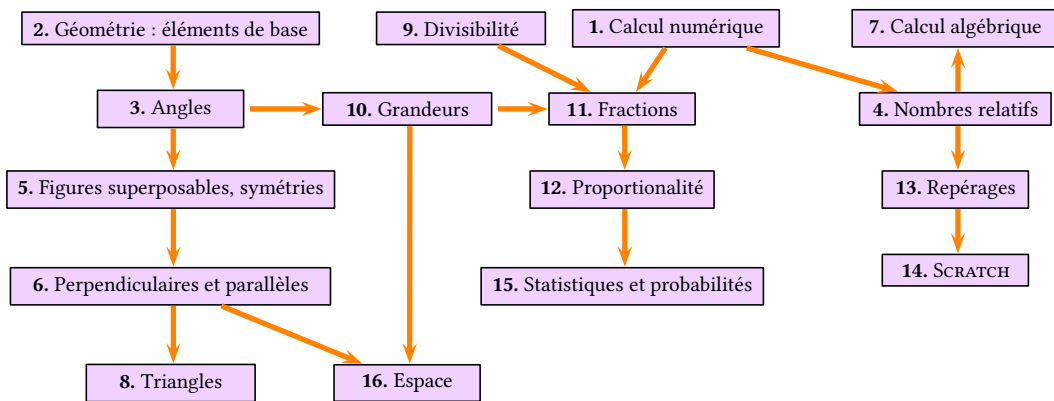 2. Géométrie : éléments de base
9. Divisibilité
1. Calcul numérique
7. Calcul algébrique
3. Angles
10. Grandeurs
11. Fractions
4. Nombres relatifs
5. Figures superposables, symétries
12. Proportionalité
13. Repérages
6. Perpendiculaires et parallèles
15. Statistiques et probabilités
14. SCRATCH
8. Triangles
16. Espace